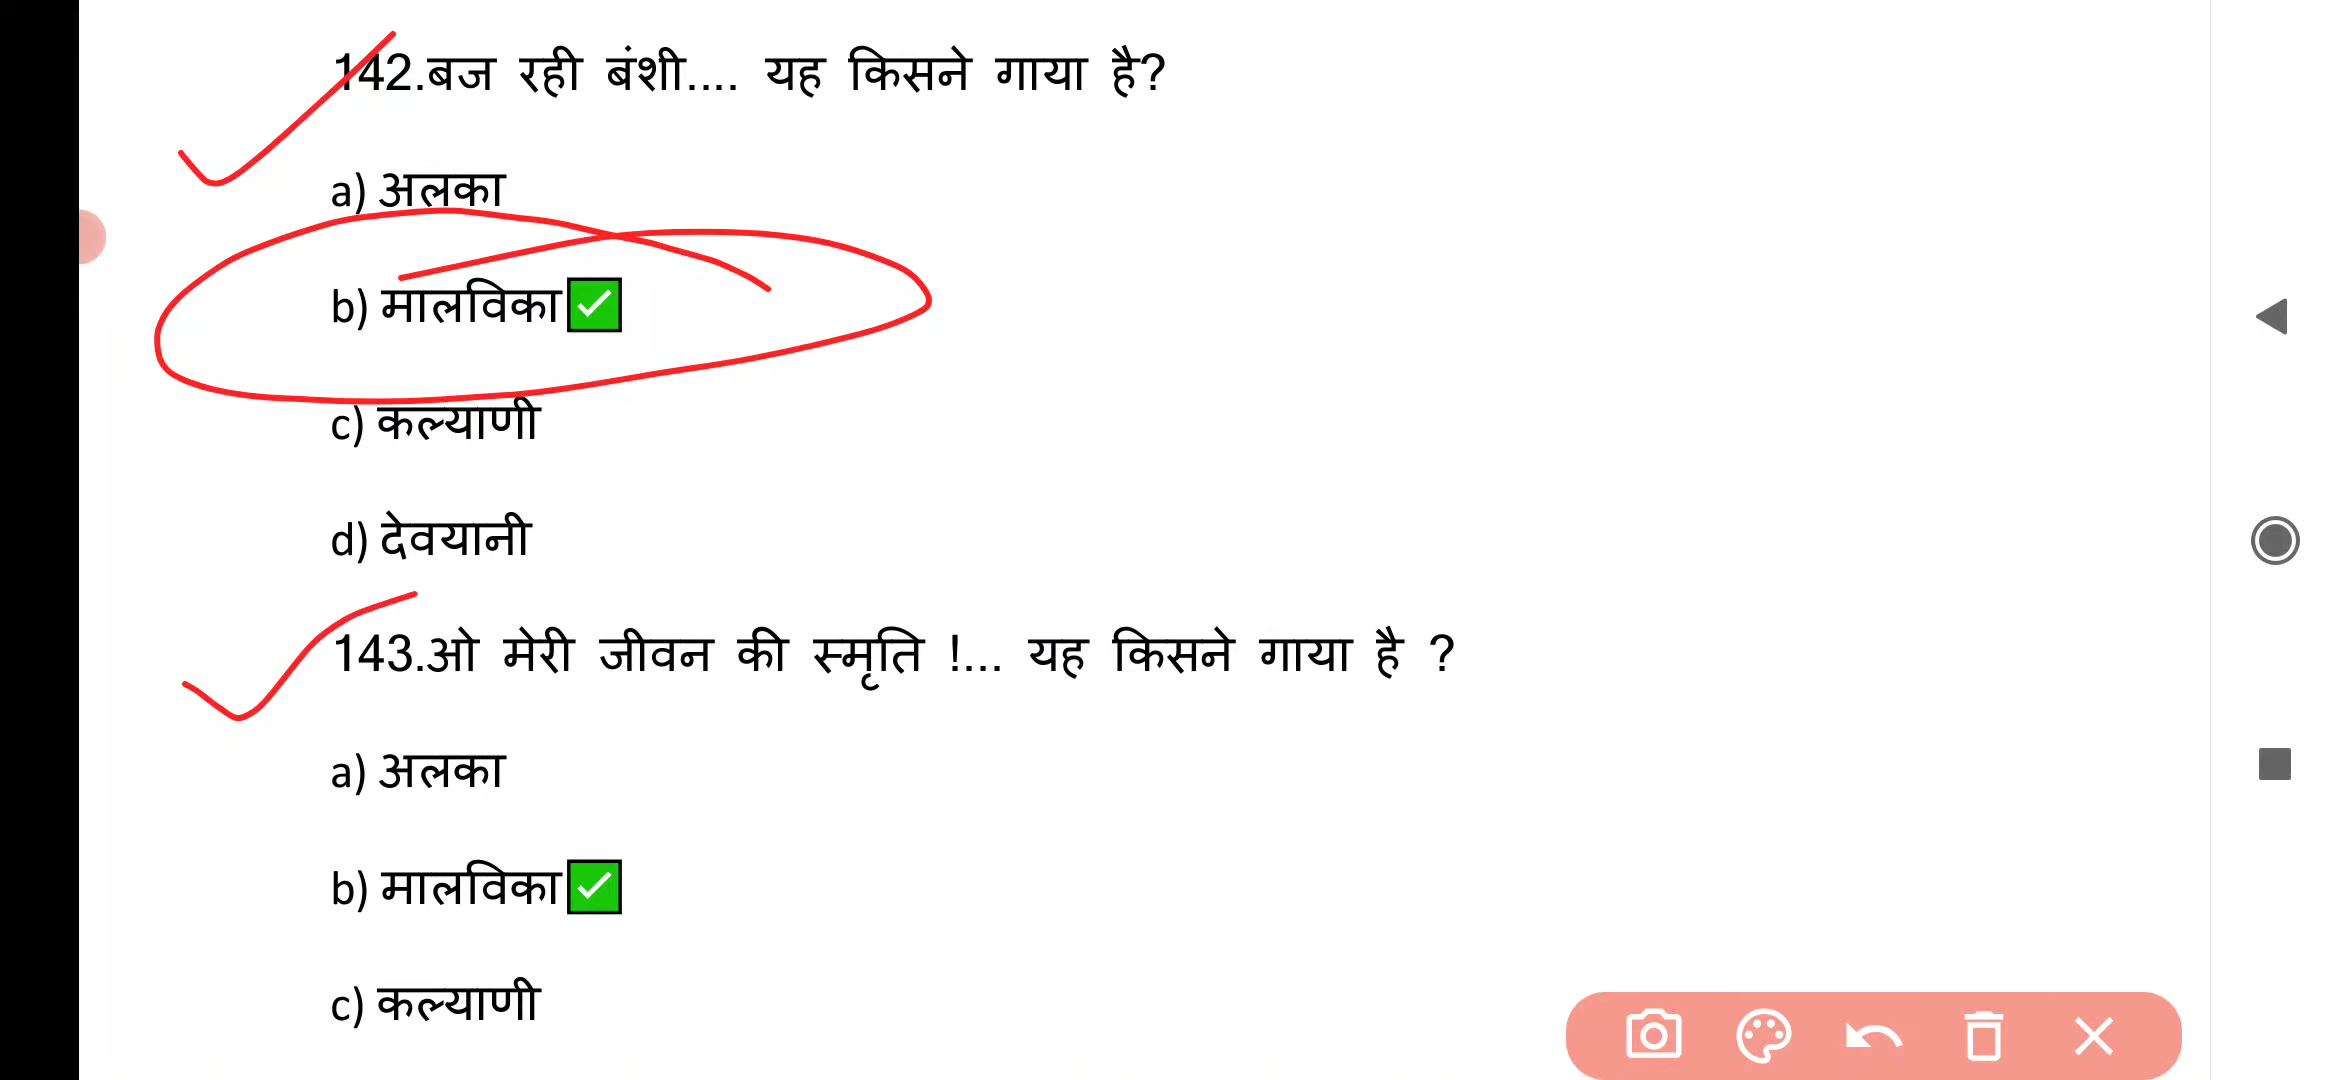 142.बज रही बंशी.... यह किसने गाया है?
a) अलका
b) मालविका✅
c) कल्याणी
d) देवयानी
143.ओ मेरी जीवन की स्मृति !... यह किसने गाया है ?
a) अलका
b) मालविका✅
c) कल्याणी